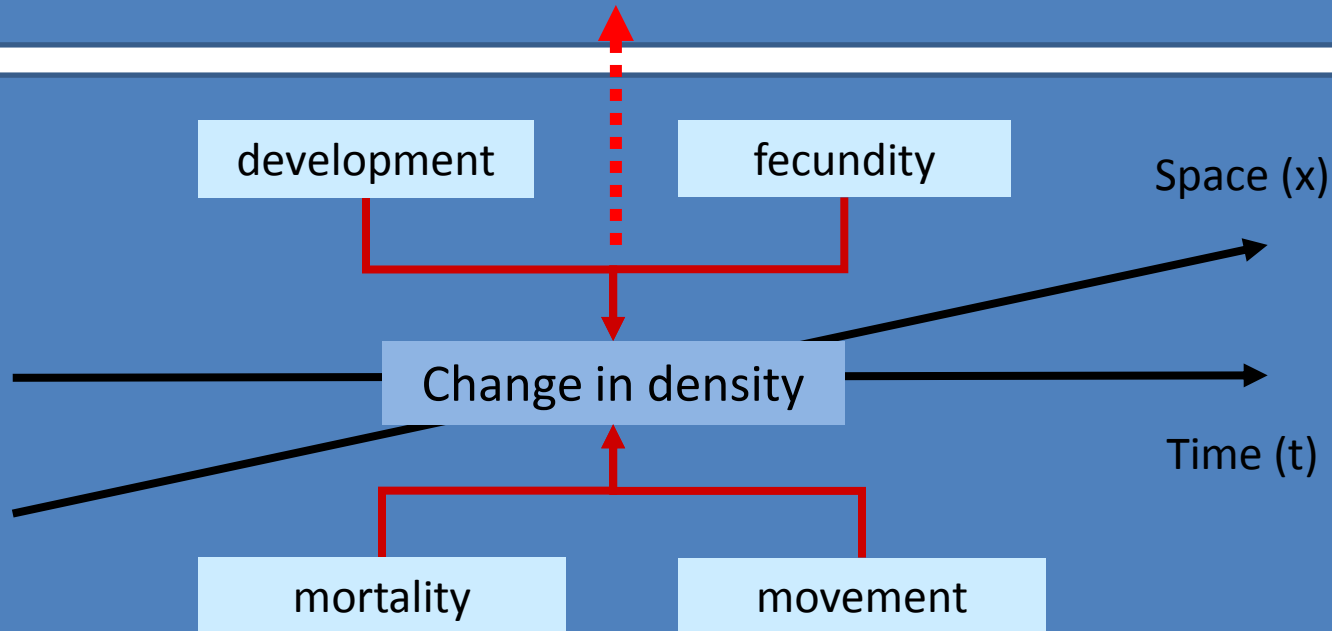 development
fecundity
Space (x)
Change in density
Time (t)
mortality
movement